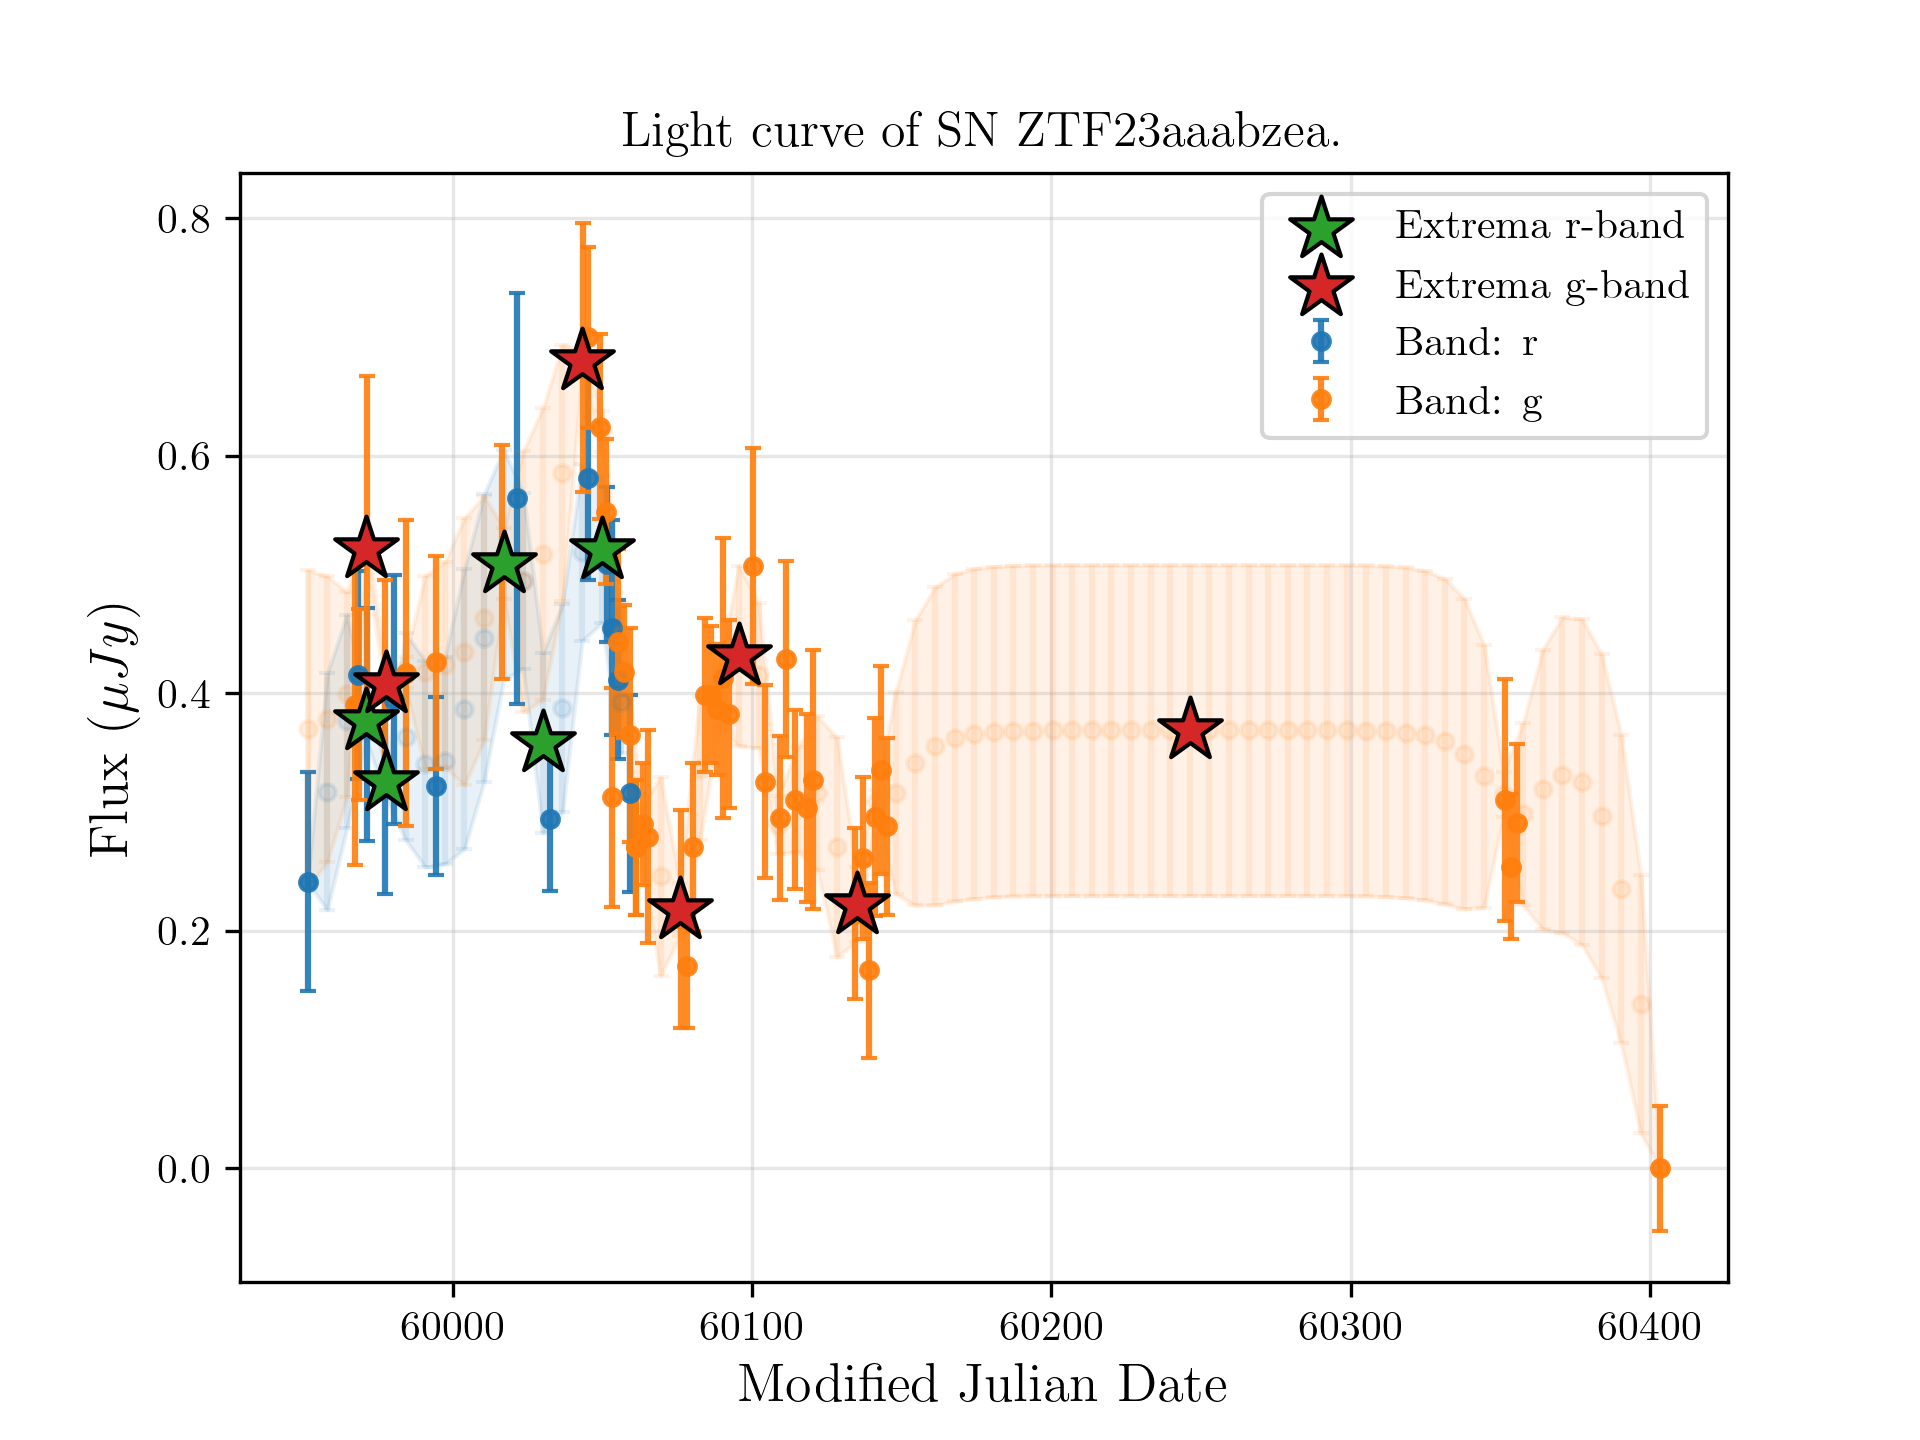 Light curve of SN ZTF23aaabzea.
Extrema r-band
Extrema g-band
Band: r
Band: g
0.8
0.6
0.4
0.2
0.0
Flux (μJy)
60000 60100 60200 60300 60400
Modified Julian Date